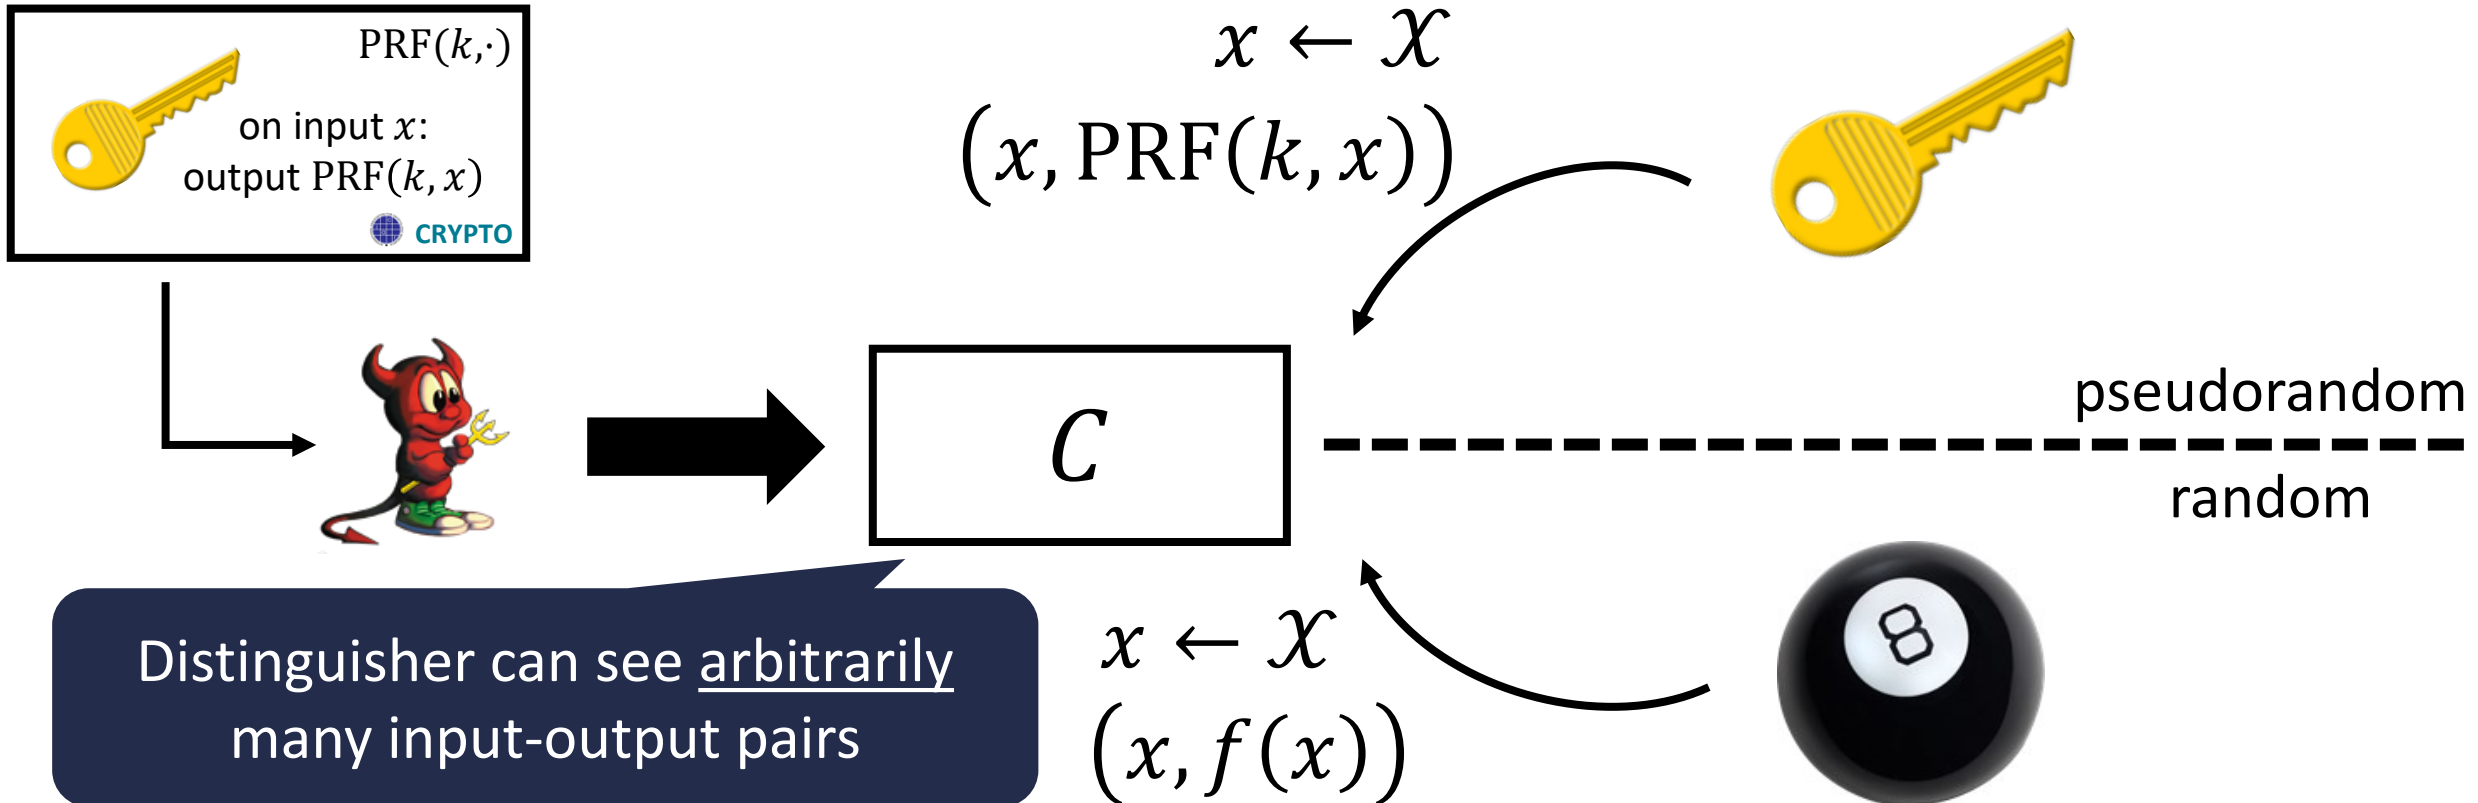 PRF(k,·)
on input x:
output PRF(k, x)
CRYPTO
x ← 𝒳
(x, PRF(k, x))
C
pseudorandom
random
8
Distinguisher can see arbitrarily
many input-output pairs
x ← 𝒳
(x, f(x))